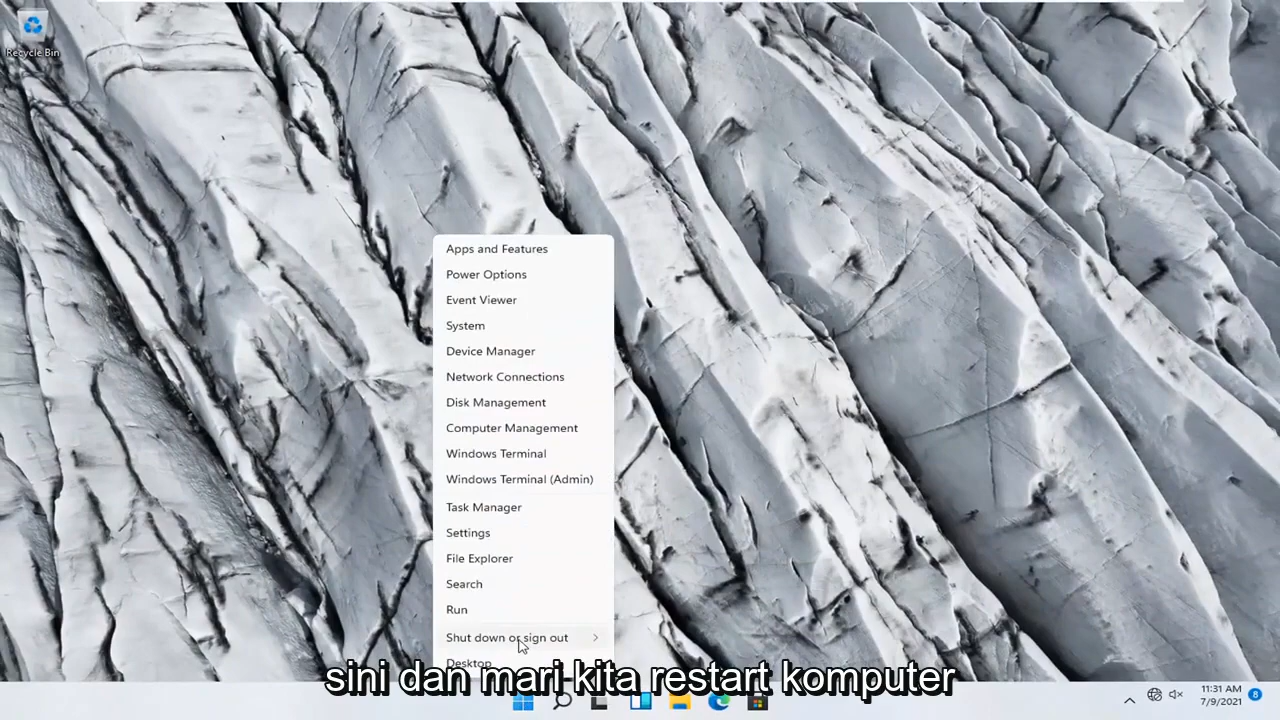 Recycle Bin
Apps and Features
Power Options
Event Viewer
System
Device Manager
Network Connections
Disk Management
Computer Management
Windows Terminal
Windows Terminal (Admin)
Task Manager
Settings
File Explorer
Search
Run
Shut down or sign out
Desktop
sini dan mari kita restart komputer
11:31 AM
7/9/2021
8